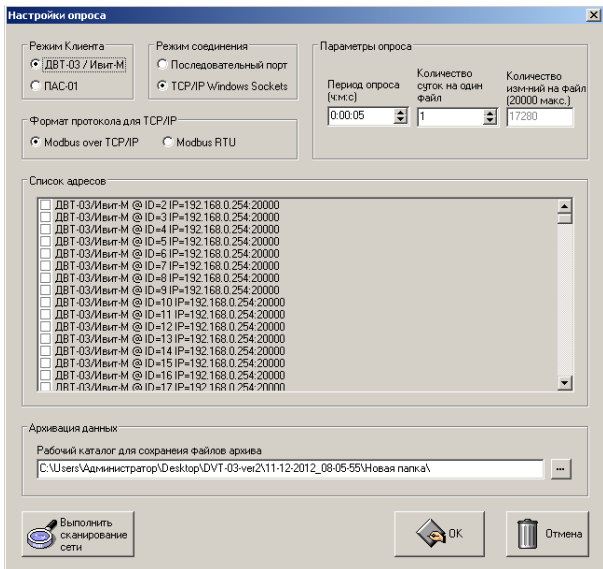 Настройки опроса
Режим Клиента
ДВТ-03 / Ивит-М
ПАС-01
Режим соединения
Последовательный порт
TCP/IP Windows Sockets
Параметры опроса
Период опроса
(ч:м:с)
0:00:05
Количество
суток на один
файл
1
Количество
изм-ний на файл
(20000 макс.)
17280
Формат протокола для TCP/IP
Modbus over TCP/IP
Modbus RTU
Список адресов
ДВТ-03/Ивит-М @ ID=2 IP=192.168.0.254:20000
ДВТ-03/Ивит-М @ ID=3 IP=192.168.0.254:20000
ДВТ-03/Ивит-М @ ID=4 IP=192.168.0.254:20000
ДВТ-03/Ивит-М @ ID=5 IP=192.168.0.254:20000
ДВТ-03/Ивит-М @ ID=6 IP=192.168.0.254:20000
ДВТ-03/Ивит-М @ ID=7 IP=192.168.0.254:20000
ДВТ-03/Ивит-М @ ID=8 IP=192.168.0.254:20000
ДВТ-03/Ивит-М @ ID=9 IP=192.168.0.254:20000
ДВТ-03/Ивит-М @ ID=10 IP=192.168.0.254:20000
ДВТ-03/Ивит-М @ ID=11 IP=192.168.0.254:20000
ДВТ-03/Ивит-М @ ID=12 IP=192.168.0.254:20000
ДВТ-03/Ивит-М @ ID=13 IP=192.168.0.254:20000
ДВТ-03/Ивит-М @ ID=14 IP=192.168.0.254:20000
ДВТ-03/Ивит-М @ ID=15 IP=192.168.0.254:20000
ДВТ-03/Ивит-М @ ID=16 IP=192.168.0.254:20000
ДВТ-03/Ивит-М @ ID=17 IP=192.168.0.254:20000
Архивация данных
Рабочий каталог для сохранеия файлов архива
C:\Users\Администратор\Desktop\DVT-03-ver2\11-12-2012_08-05-55\Новая папка\
...
Выполнить
сканирование
сети
OK
Отмена